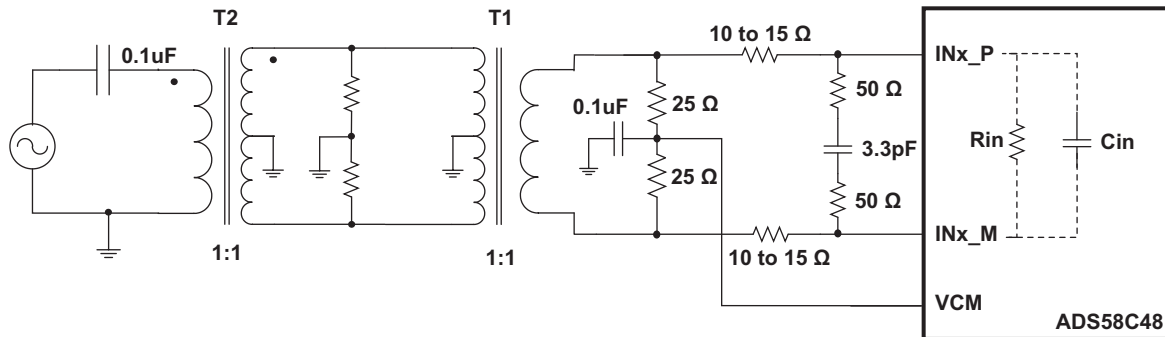 T2
T1
0.1uF
10 to 15 Ω
INx_P
50 Ω
25 Ω
0.1uF
Rin
Cin
3.3pF
25 Ω
50 Ω
INx_M
1:1
1:1
10 to 15 Ω
VCM
ADS58C48